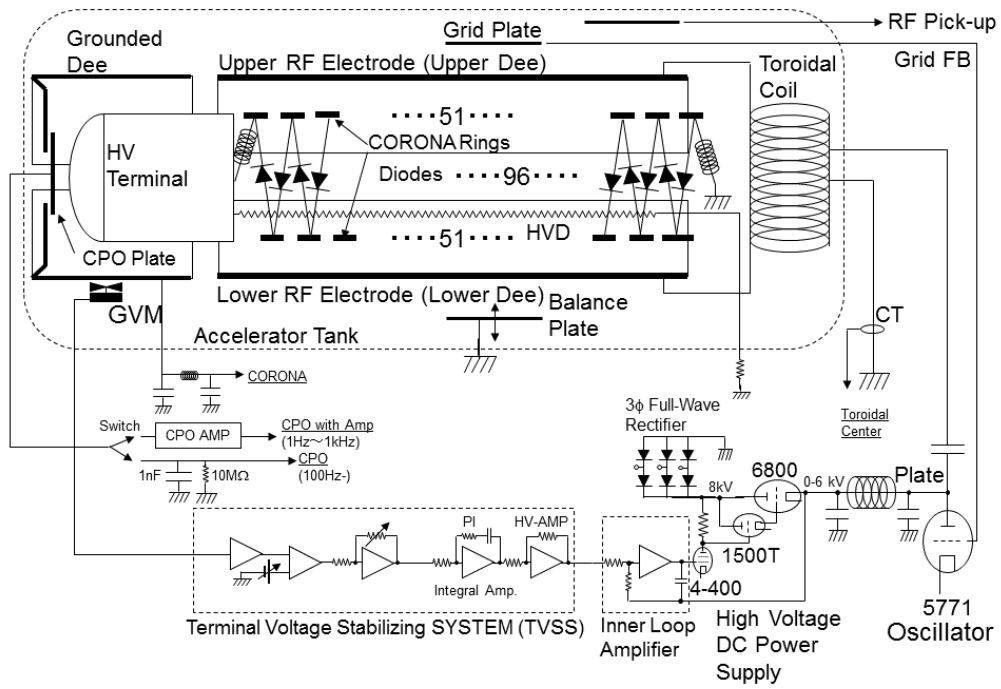 Grounded
Dee
Grid Plate
RF Pick-up
Grid FB
Upper RF Electrode (Upper Dee)
Toroidal
Coil
HV
Terminal
····51····
CORONA Rings
Diodes ····96····
····51····
HVD
CPO Plate
GVM
Lower RF Electrode (Lower Dee)
Balance
Plate
Accelerator Tank
CT
CORONA
Toroidal
Center
Switch
CPO AMP
CPO with Amp
(1Hz～1kHz)
CPO
(100Hz-)
1nF
10MΩ
3ϕ Full-Wave
Rectifier
8kV
6800
0-6 kV
Plate
1500T
4-400
PI
HV-AMP
Integral Amp.
5771
Oscillator
Terminal Voltage Stabilizing SYSTEM (TVSS)
Inner Loop
Amplifier
High Voltage
DC Power
Supply